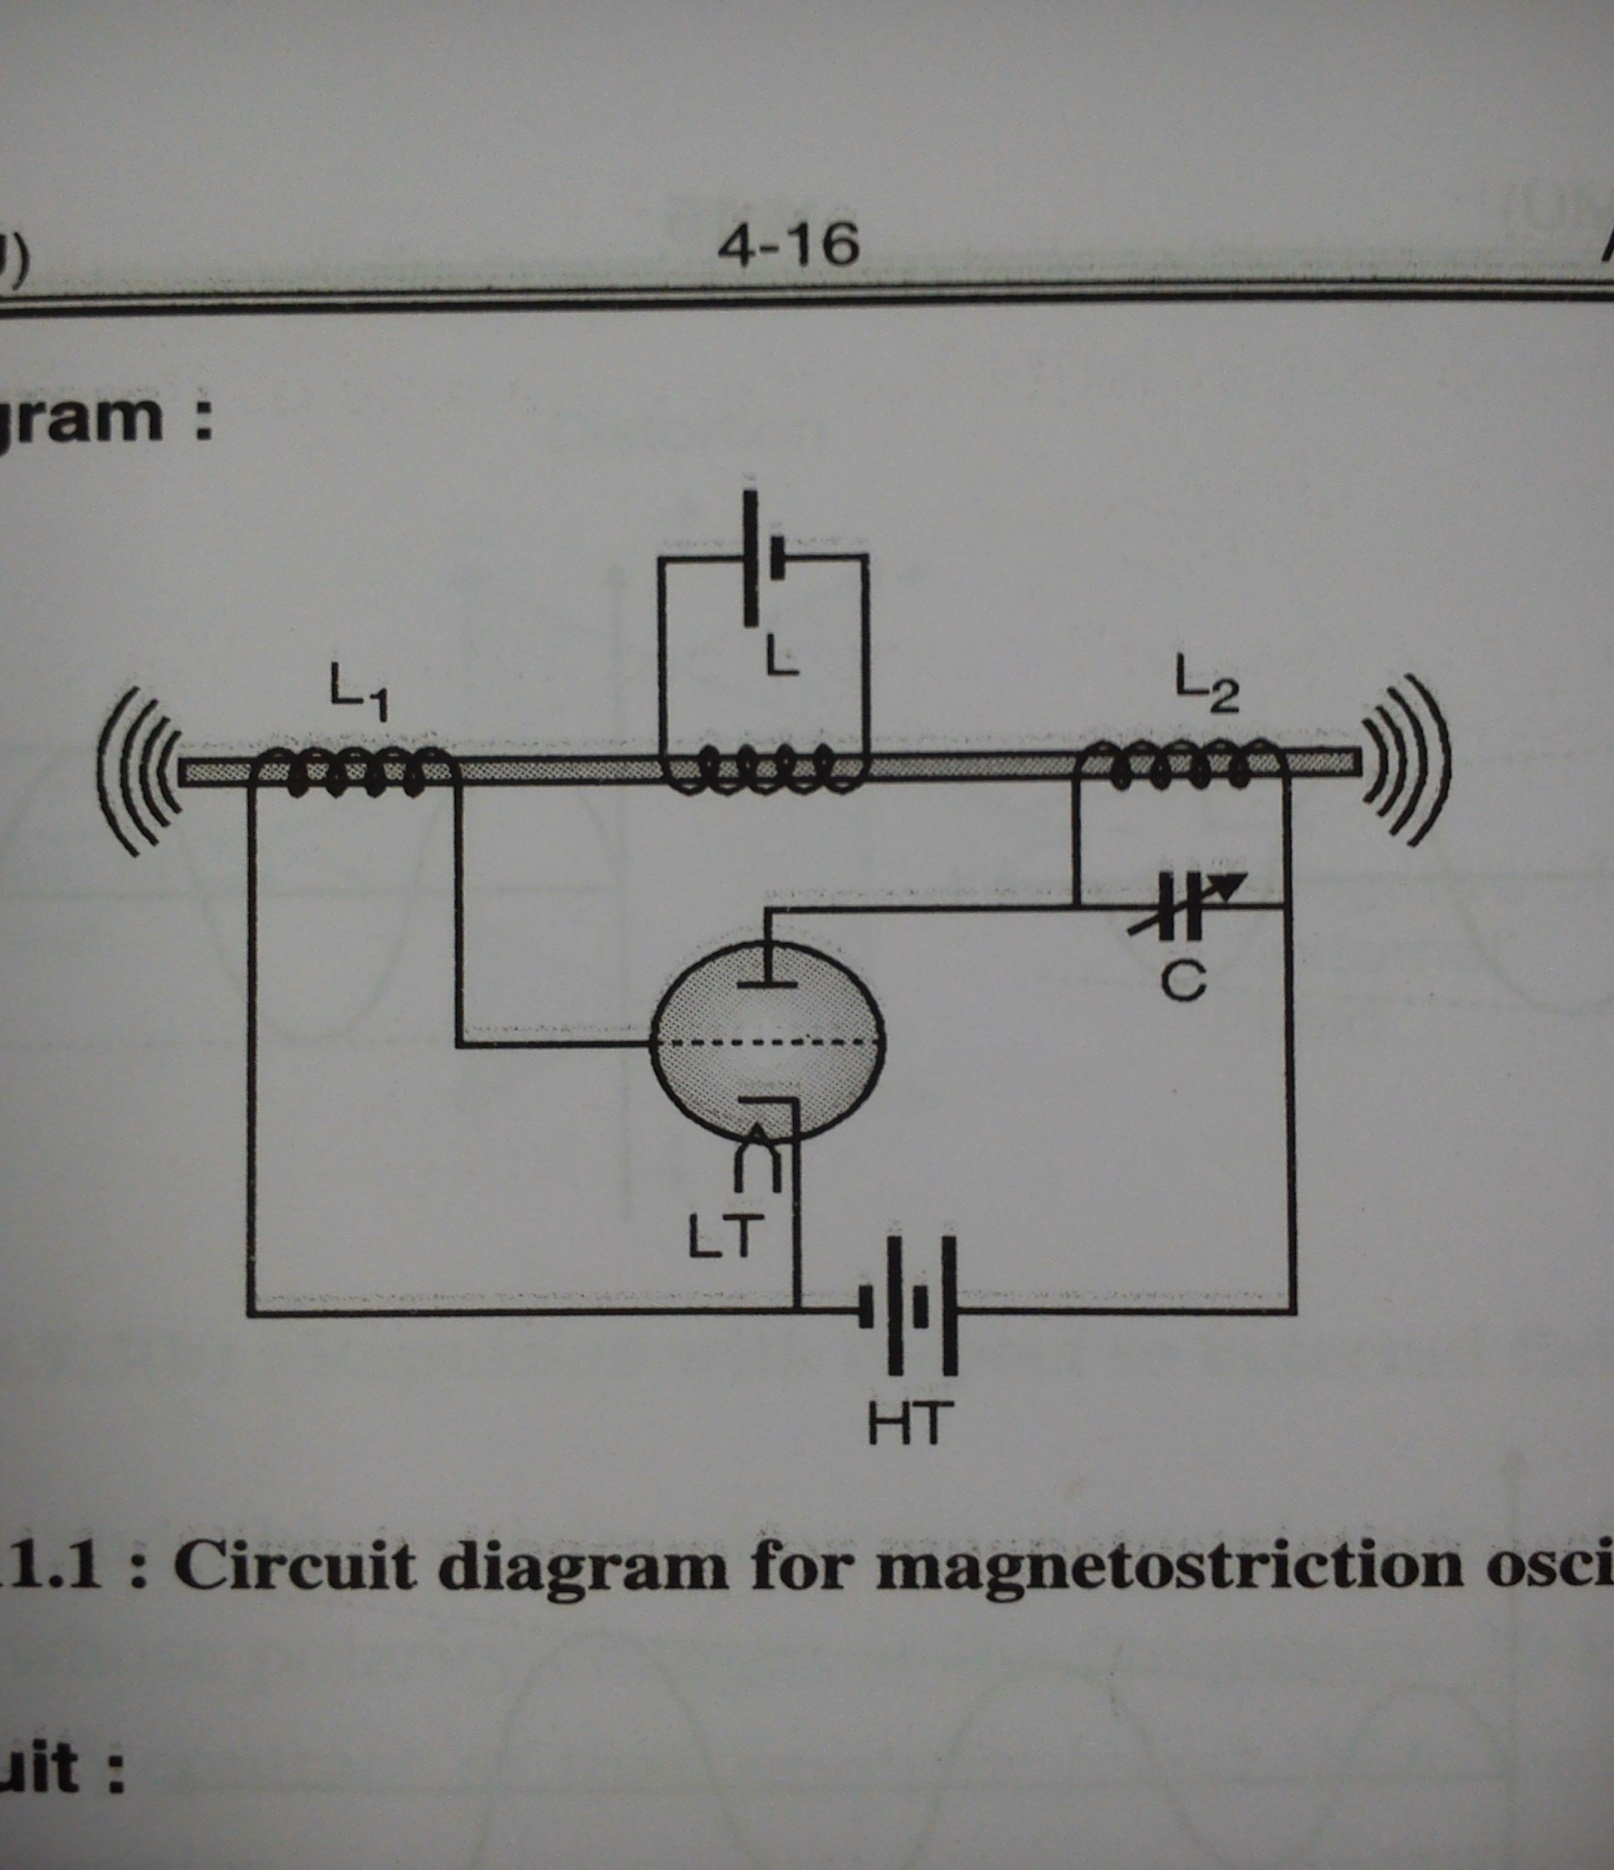 4-16
gram :
L
L1
L2
C
LT
HT
1.1 : Circuit diagram for magnetostriction osci
uit :